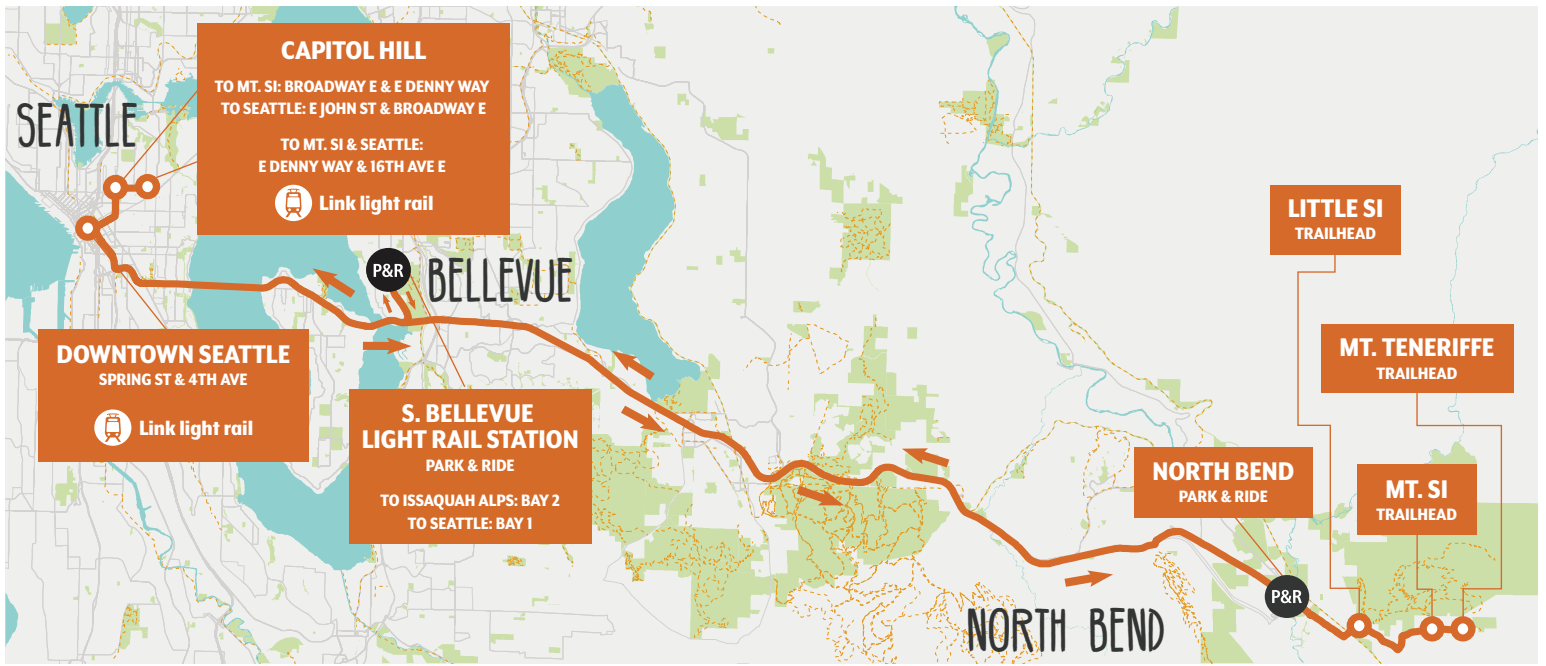 SEATTLE
CAPITOL HILL
TO MT. SI: BROADWAY E & E DENNY WAY
TO SEATTLE: E JOHN ST & BROADWAY E
TO MT. SI & SEATTLE:
E DENNY WAY & 16TH AVE E
Link light rail
P&R
BELLEVUE
DOWNTOWN SEATTLE
SPRING ST & 4TH AVE
Link light rail
S. BELLEVUE
LIGHT RAIL STATION
PARK & RIDE
TO ISSAQUAH ALPS: BAY 2
TO SEATTLE: BAY 1
LITTLE SI
TRAILHEAD
MT. TENERIFFE
TRAILHEAD
NORTH BEND
PARK & RIDE
MT. SI
TRAILHEAD
P&R
NORTH BEND